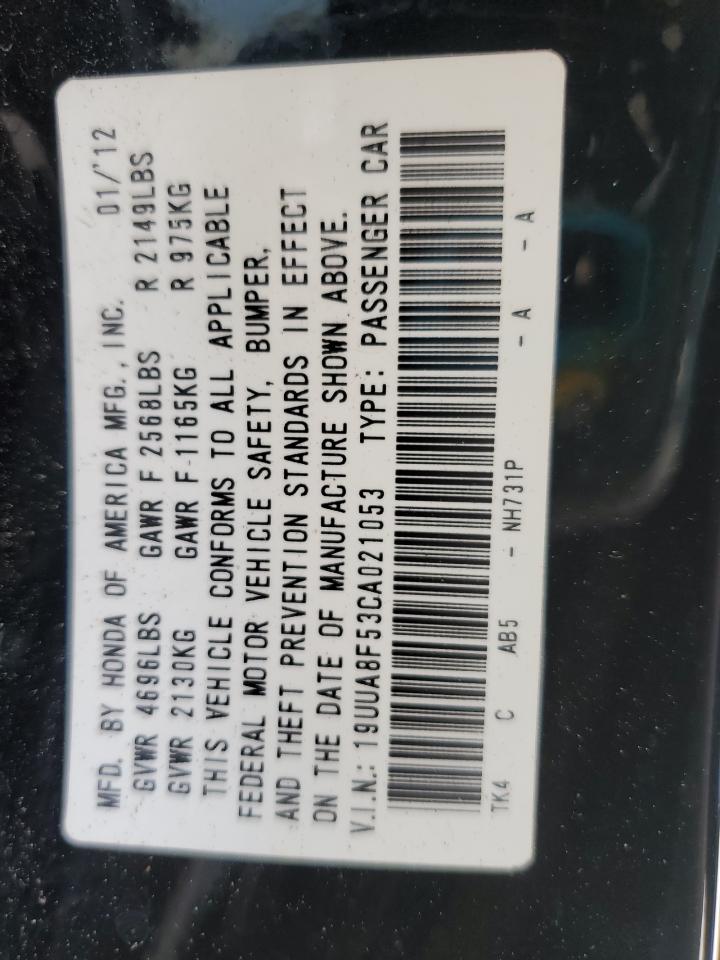 MFD. BY HONDA OF AMERICA MFG., INC. 01/'12
GVWR 4696LBS GAWR F 2568LBS R 2149LBS
GVWR 2130KG GAWR F 1165KG R 975KG
THIS VEHICLE CONFORMS TO ALL APPLICABLE
FEDERAL MOTOR VEHICLE SAFETY, BUMPER,
AND THEFT PREVENTION STANDARDS IN EFFECT
ON THE DATE OF MANUFACTURE SHOWN ABOVE.
V.I.N.: 19UUA8F53CA021053 TYPE: PASSENGER CAR
TK4 C AB5 - NH731P - A - A